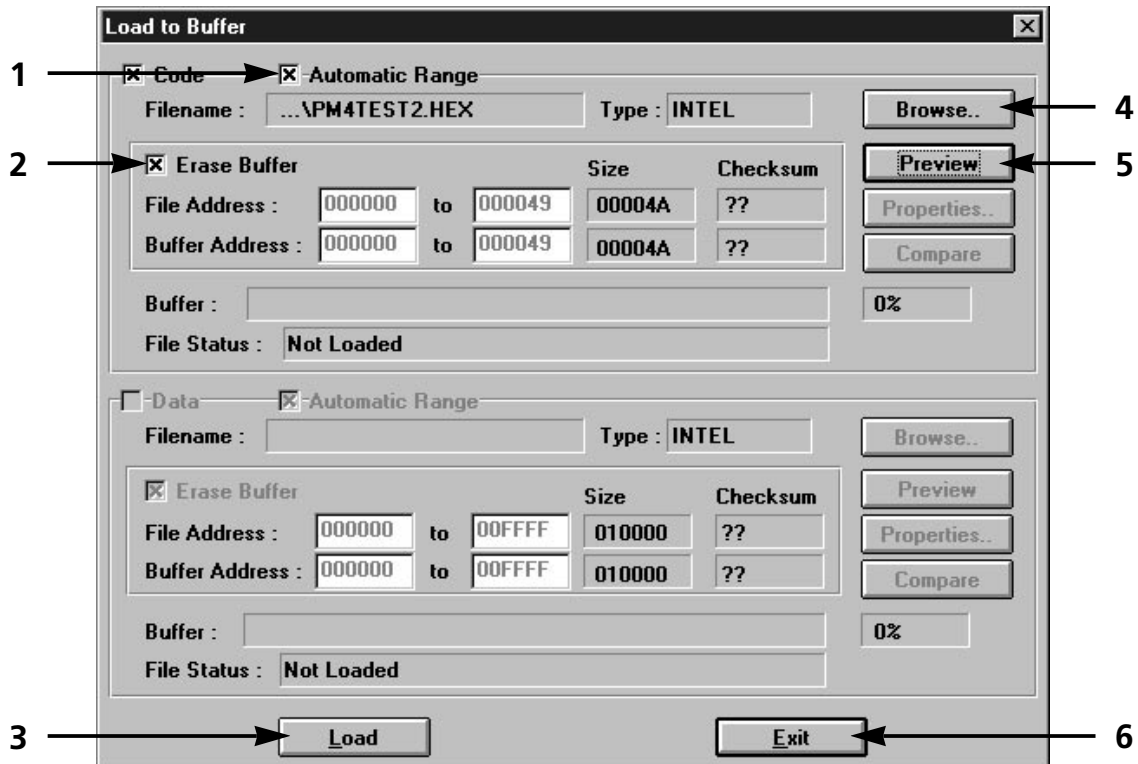 Load to Buffer
1 Code Automatic Range
Filename : ...\PM4TEST2.HEX Type : INTEL Browse.. 4
2 Erase Buffer Size Checksum Preview 5
File Address : 000000 to 000049 00004A ?? Properties..
Buffer Address : 000000 to 000049 00004A ?? Compare
Buffer : 0%
File Status : Not Loaded
Data Automatic Range
Filename : Type : INTEL Browse..
Erase Buffer Size Checksum Preview
File Address : 000000 to 00FFFF 010000 ?? Properties..
Buffer Address : 000000 to 00FFFF 010000 ?? Compare
Buffer : 0%
File Status : Not Loaded
3 Load Exit 6